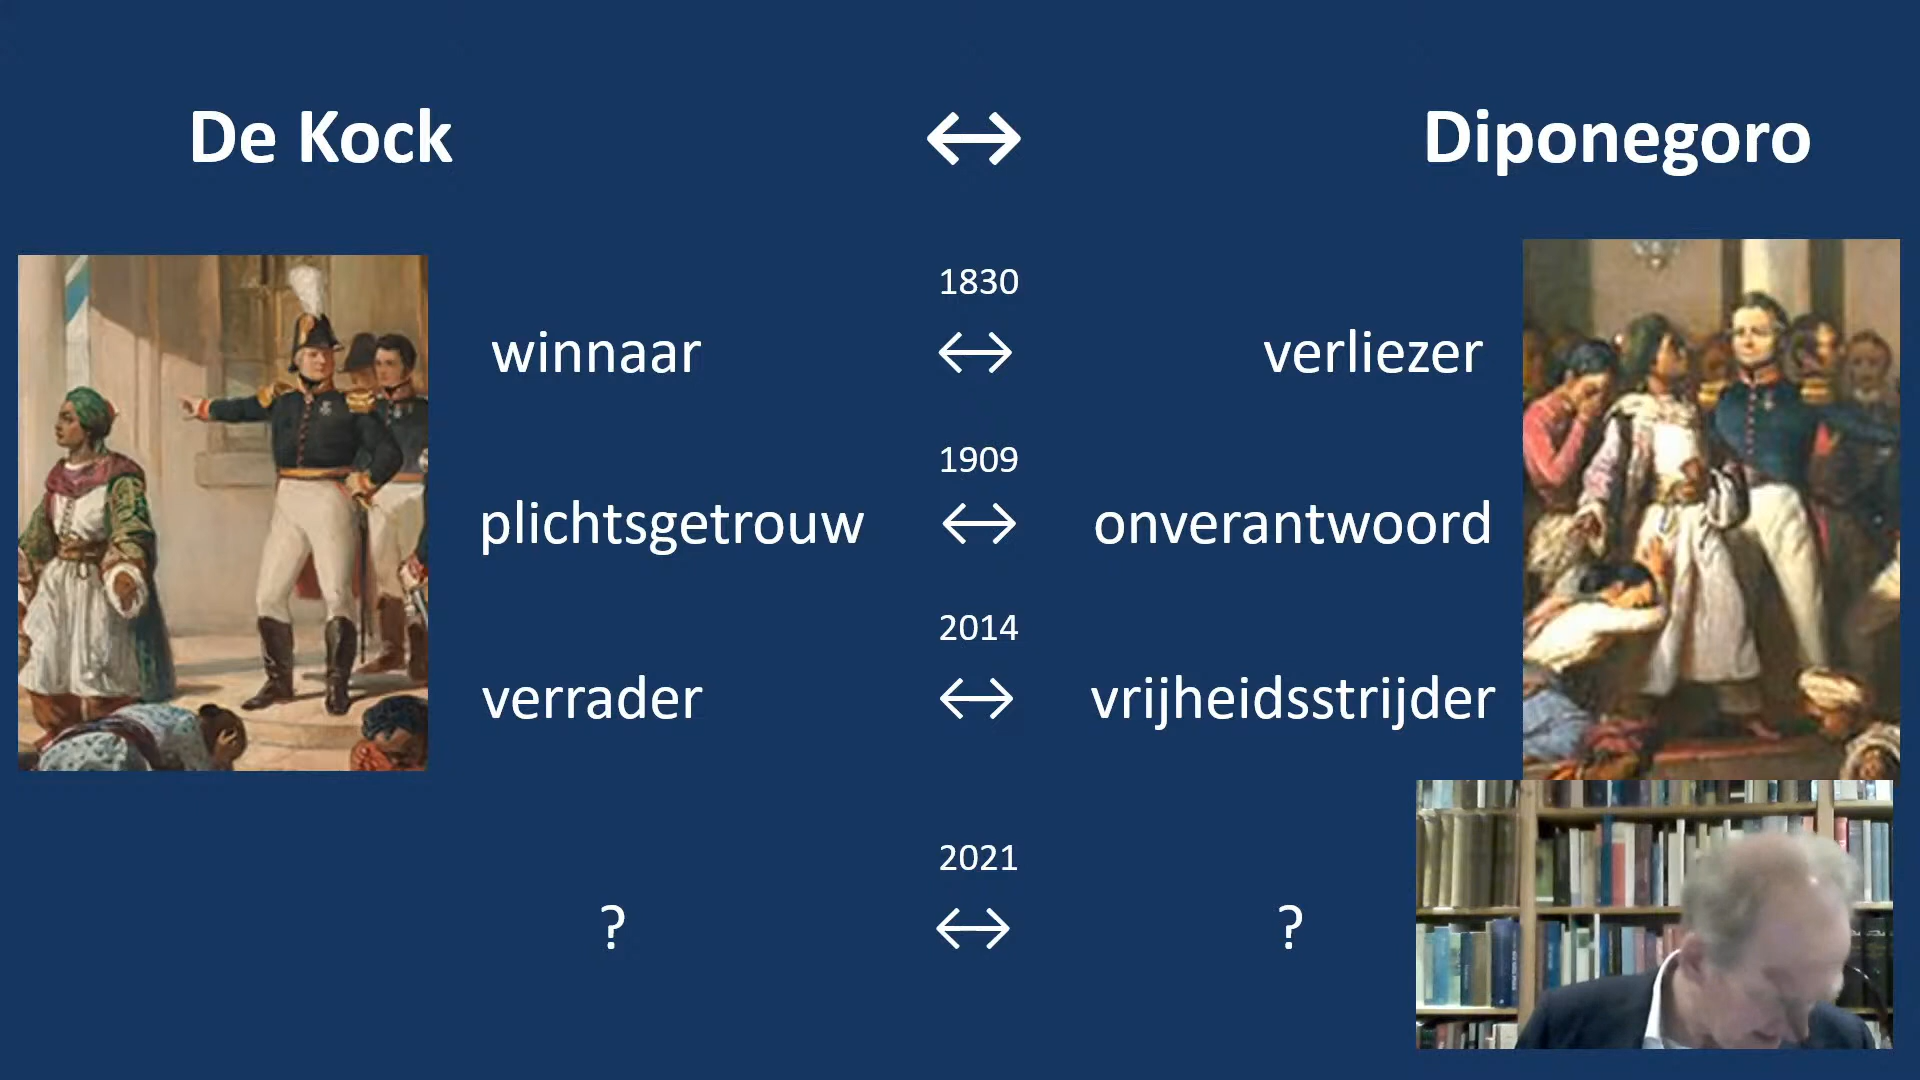 De Kock ↔ Diponegoro
1830
winnaar ↔ verliezer
1909
plichtsgetrouw ↔ onverantwoord
2014
verrader ↔ vrijheidsstrijder
2021
? ↔ ?